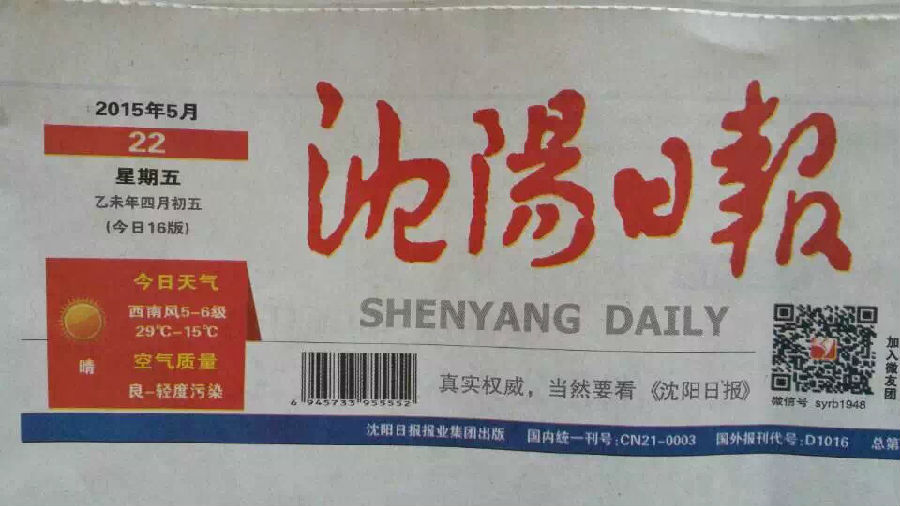 2015年5月
22
星期五
乙未年四月初五
(今日16版)
沈陽日報
SHENYANG DAILY
今日天气
西南风5-6级
29℃-15℃
晴
空气质量
良-轻度污染
6 945733 955552
真实权威，当然要看《沈阳日报》
微信号 syrb1948
加入微友团
沈阳日报报业集团出版 国内统一刊号:CN21-0003 国外报刊代号:D1016 总第